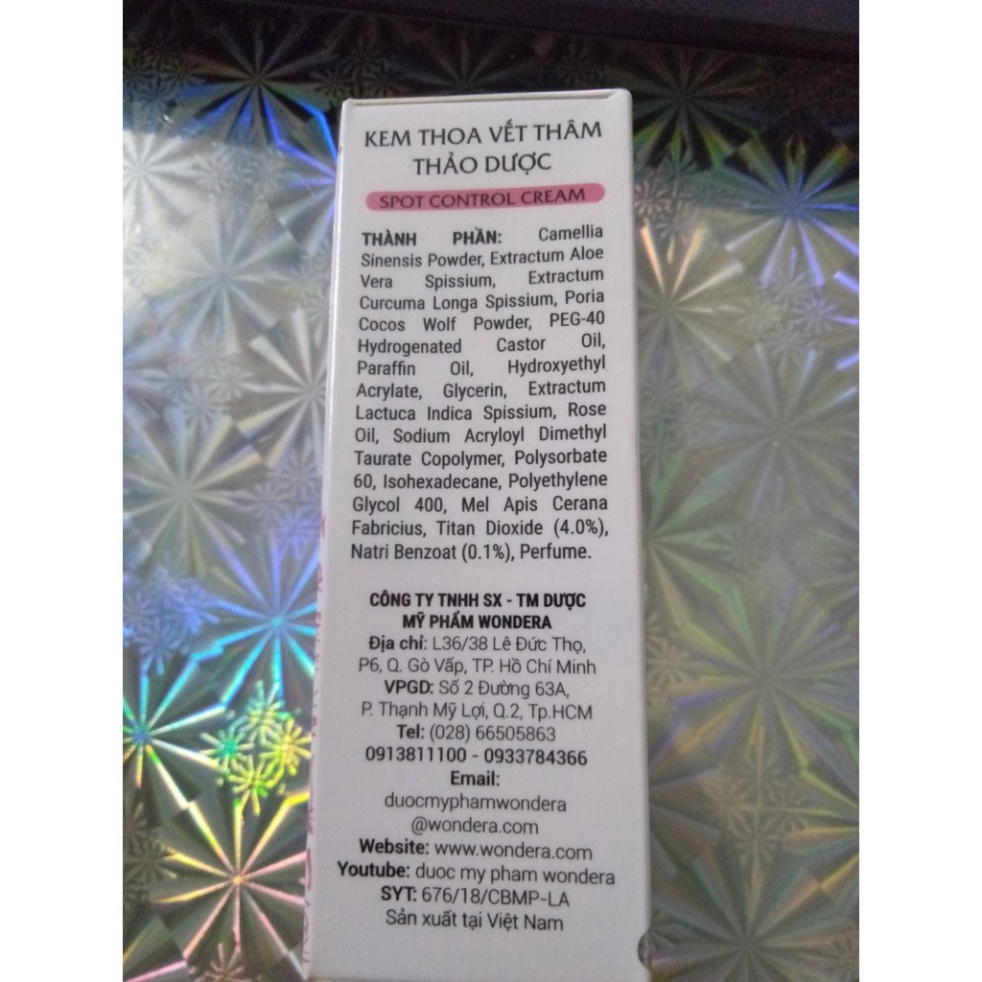 KEM THOA VẾT THÂM
THẢO DƯỢC
SPOT CONTROL CREAM
THÀNH PHẦN: Camellia
Sinensis Powder, Extractum Aloe
Vera Spissium, Extractum
Curcuma Longa Spissium, Poria
Cocos Wolf Powder, PEG-40
Hydrogenated Castor Oil,
Paraffin Oil, Hydroxyethyl
Acrylate, Glycerin, Extractum
Lactuca Indica Spissium, Rose
Oil, Sodium Acryloyl Dimethyl
Taurate Copolymer, Polysorbate
60, Isohexadecane, Polyethylene
Glycol 400, Mel Apis Cerana
Fabricius, Titan Dioxide (4.0%),
Natri Benzoat (0.1%), Perfume.
CÔNG TY TNHH SX - TM DƯỢC
MỸ PHẨM WONDERA
Địa chỉ: L36/38 Lê Đức Thọ,
P6, Q. Gò Vấp, TP. Hồ Chí Minh
VPGD: Số 2 Đường 63A,
P. Thạnh Mỹ Lợi, Q.2, Tp.HCM
Tel: (028) 66505863
0913811100 - 0933784366
Email:
duocmyphamwondera
@wondera.com
Website: www.wondera.com
Youtube: duoc my pham wondera
SYT: 676/18/CBMP-LA
Sản xuất tại Việt Nam